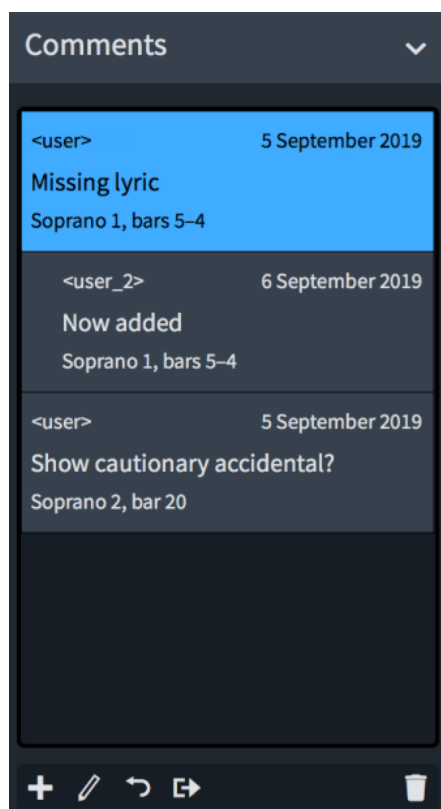 Comments
<user> 5 September 2019
Missing lyric
Soprano 1, bars 5–4
<user_2> 6 September 2019
Now added
Soprano 1, bars 5–4
<user> 5 September 2019
Show cautionary accidental?
Soprano 2, bar 20